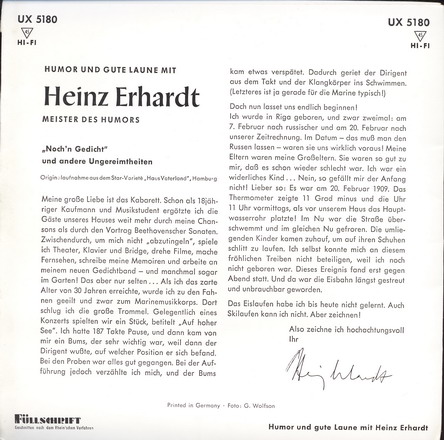 UX 5180
HI-FI
UX 5180
HI-FI
HUMOR UND GUTE LAUNE MIT
Heinz Erhardt
MEISTER DES HUMORS
„Noch'n Gedicht"
und andere Ungereimtheiten
Originalaufnahme aus dem Star-Varieté „Haus Vaterland", Hamburg
Meine große Liebe ist das Kabarett. Schon als 18jäh-
riger Kaufmann und Musikstudent ergötzte ich die
Gäste unseres Hauses weit mehr durch meine Chan-
sons als durch den Vortrag Beethovenscher Sonaten.
Zwischendurch, um mich nicht „abzutingeln", spiele
ich Theater, Klavier und Bridge, drehe Filme, mache
Fernsehen, schreibe meine Memoiren und arbeite an
meinem neuen Gedichtband – und manchmal sogar
im Garten! Das aber nur selten... Als ich das zarte
Alter von 30 Jahren erreichte, wurde ich zu den Fah-
nen geeilt und zwar zum Marinemusikkorps. Dort
schlug ich die große Trommel. Gelegentlich eines
Konzerts spielten wir ein Stück, betitelt „Auf hoher
See". Ich hatte 187 Takte Pause, und dann kam von
mir ein Bums, der sehr wichtig war, weil dann der
Dirigent wußte, auf welcher Position er sich befand.
Bei den Proben war alles gut gegangen. Bei der Auf-
führung jedoch verzählte ich mich, und der Bums
kam etwas verspätet. Dadurch geriet der Dirigent
aus dem Takt und der Klangkörper ins Schwimmen.
(Letzteres ist ja gerade für die Marine typisch!)
Doch nun lasset uns endlich beginnen!
Ich wurde in Riga geboren, und zwar zweimal: am
7. Februar nach russischer und am 20. Februar nach
unserer Zeitrechnung. Im Datum – das muß man den
Russen lassen – waren sie uns wirklich voraus! Meine
Eltern waren meine Großeltern. Sie waren so gut zu
mir, daß es schon wieder schlecht war. Ich war ein
widerliches Kind... Nein, so gefällt mir der Anfang
nicht! Lieber so: Es war am 20. Februar 1909. Das
Thermometer zeigte 11 Grad minus und die Uhr
11 Uhr vormittags, als vor unserem Haus das Haupt-
wasserrohr platzte! Im Nu war die Straße über-
schwemmt und im gleichen Nu gefroren. Die umlie-
genden Kinder kamen zuhauf, um auf ihren Schuhen
schlitt zu laufen. Ich selbst konnte mich an diesem
fröhlichen Treiben nicht beteiligen, weil ich noch
nicht geboren war. Dieses Ereignis fand erst gegen
Abend statt. Und da war die Eisbahn längst gestreut
und unbrauchbar geworden.
Das Eislaufen habe ich bis heute nicht gelernt. Auch
Skilaufen kann ich nicht. Aber zeichnen!
Also zeichne ich hochachtungsvoll
Ihr
Heinz Erhardt
Printed in Germany · Foto: G. Wolfson
FÜLLSCHRIFT
Humor und gute Laune mit Heinz Erhardt